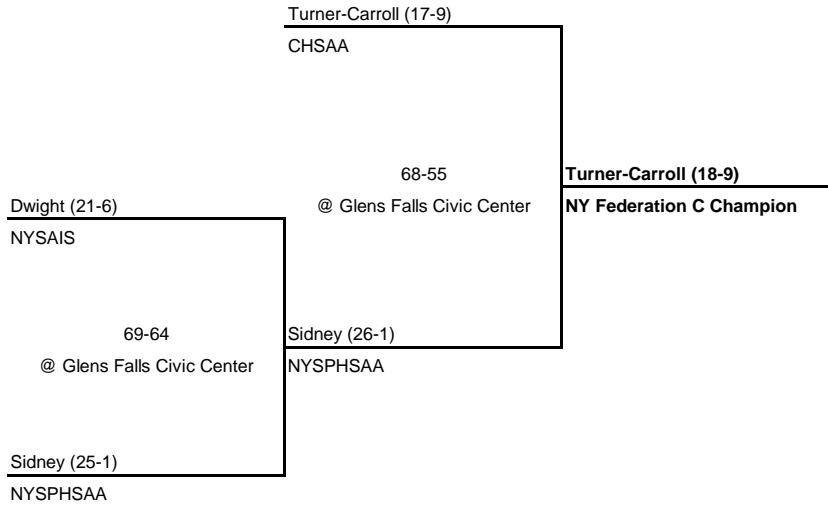 Turner-Carroll (17-9)
CHSAA
68-55
Turner-Carroll (18-9)
Dwight (21-6)
@ Glens Falls Civic Center
NY Federation C Champion
NYSAIS
69-64
Sidney (26-1)
@ Glens Falls Civic Center
NYSPHSAA
Sidney (25-1)
NYSPHSAA